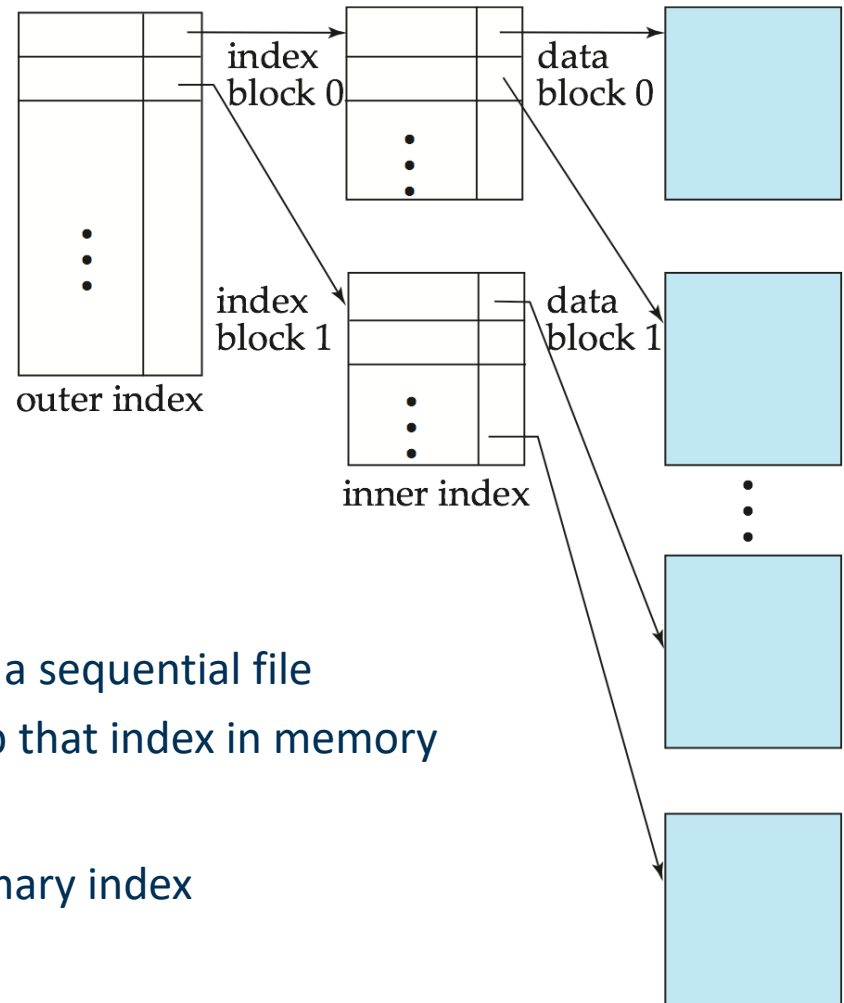 index
block 0
data
block 0
index
block 1
data
block 1
outer index
inner index
a sequential file
that index in memory
index